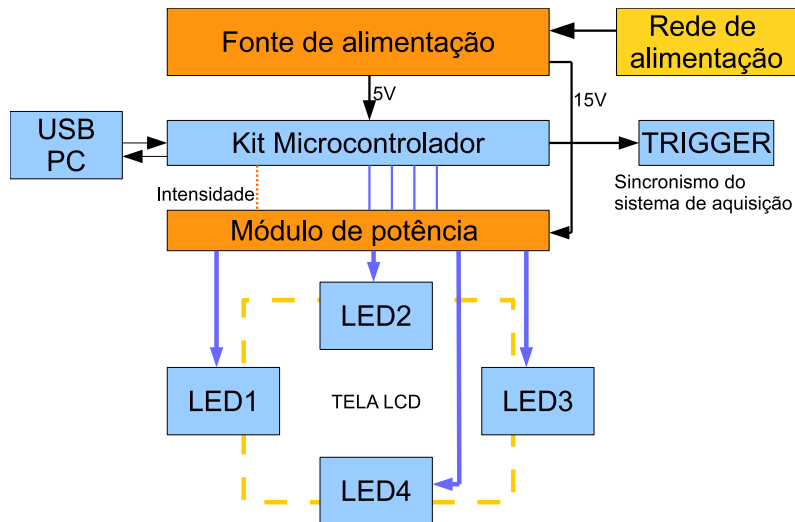 Fonte de alimentação
Rede de
alimentação
5V
15V
USB
PC
Kit Microcontrolador
TRIGGER
Sincronismo do
sistema de aquisição
Intensidade
Módulo de potência
LED2
LED1
TELA LCD
LED3
LED4